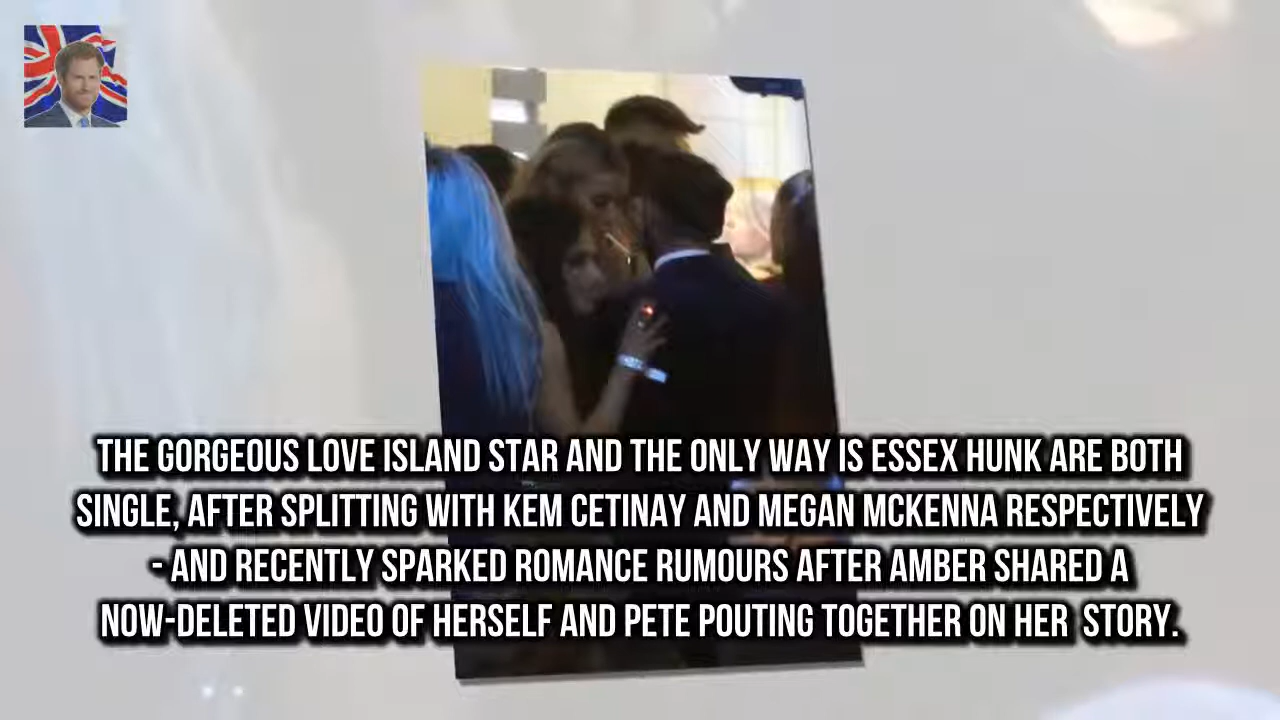 THE GORGEOUS LOVE ISLAND STAR AND THE ONLY WAY IS ESSEX HUNK ARE BOTH
SINGLE, AFTER SPLITTING WITH KEM CETINAY AND MEGAN MCKENNA RESPECTIVELY
- AND RECENTLY SPARKED ROMANCE RUMOURS AFTER AMBER SHARED A
NOW-DELETED VIDEO OF HERSELF AND PETE POUTING TOGETHER ON HER STORY.